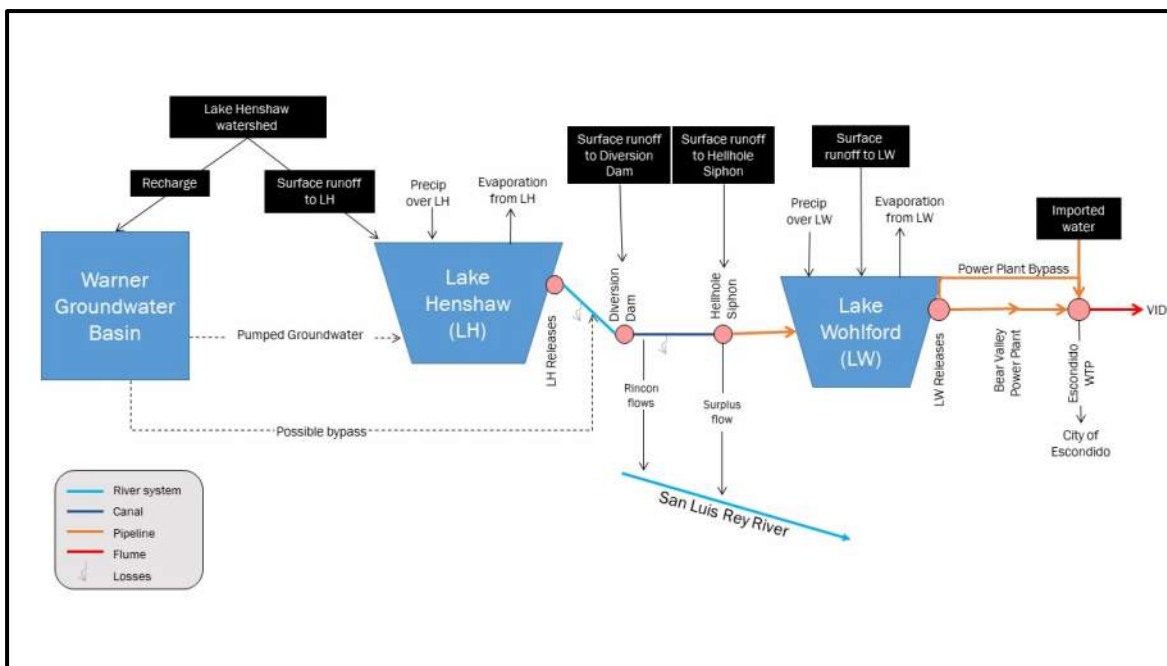 Lake Henshaw
watershed
Recharge
Surface runoff
to LH
Precip
over LH
Evaporation
from LH
Surface runoff
to Diversion
Dam
Surface runoff
to Hellhole
Siphon
Surface
runoff to LW
Precip
over LW
Evaporation
from LW
Imported
water
Warner
Groundwater
Basin
Pumped Groundwater
Possible bypass
Lake
Henshaw
(LH)
LH Releases
Diversion
Dam
Hellhole
Siphon
Rincon
flows
Surplus
flow
San Luis Rey River
Lake
Wohlford
(LW)
LW Releases
Power Plant Bypass
Bear Valley
Power Plant
Escondido
WTP
VID
City of
Escondido
River system
Canal
Pipeline
Flume
Losses